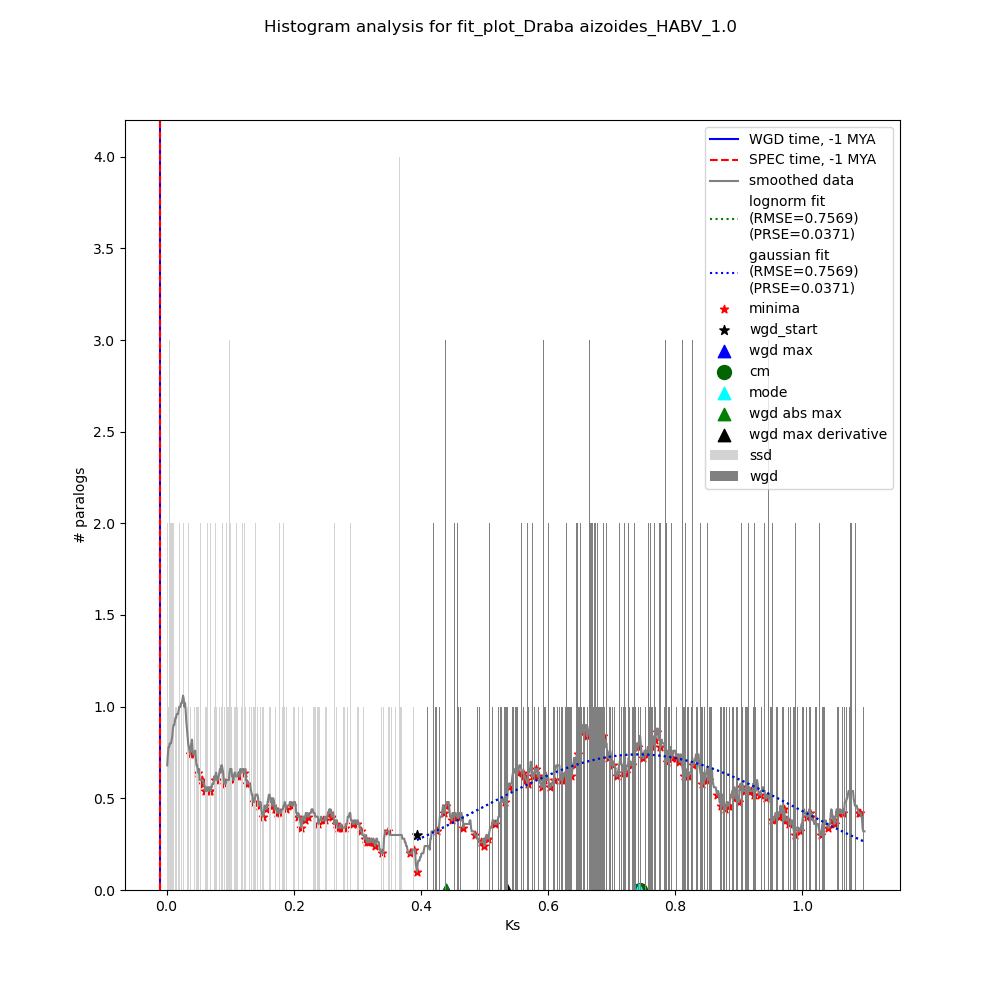 Histogram analysis for fit_plot_Draba aizoides_HABV_1.0
WGD time, -1 MYA
SPEC time, -1 MYA
smoothed data
lognorm fit
(RMSE=0.7569)
(PRSE=0.0371)
gaussian fit
(RMSE=0.7569)
(PRSE=0.0371)
minima
wgd_start
wgd max
cm
mode
wgd abs max
wgd max derivative
ssd
wgd
4.0
3.5
3.0
2.5
2.0
1.5
1.0
0.5
0.0
# paralogs
0.0 0.2 0.4 0.6 0.8 1.0
Ks